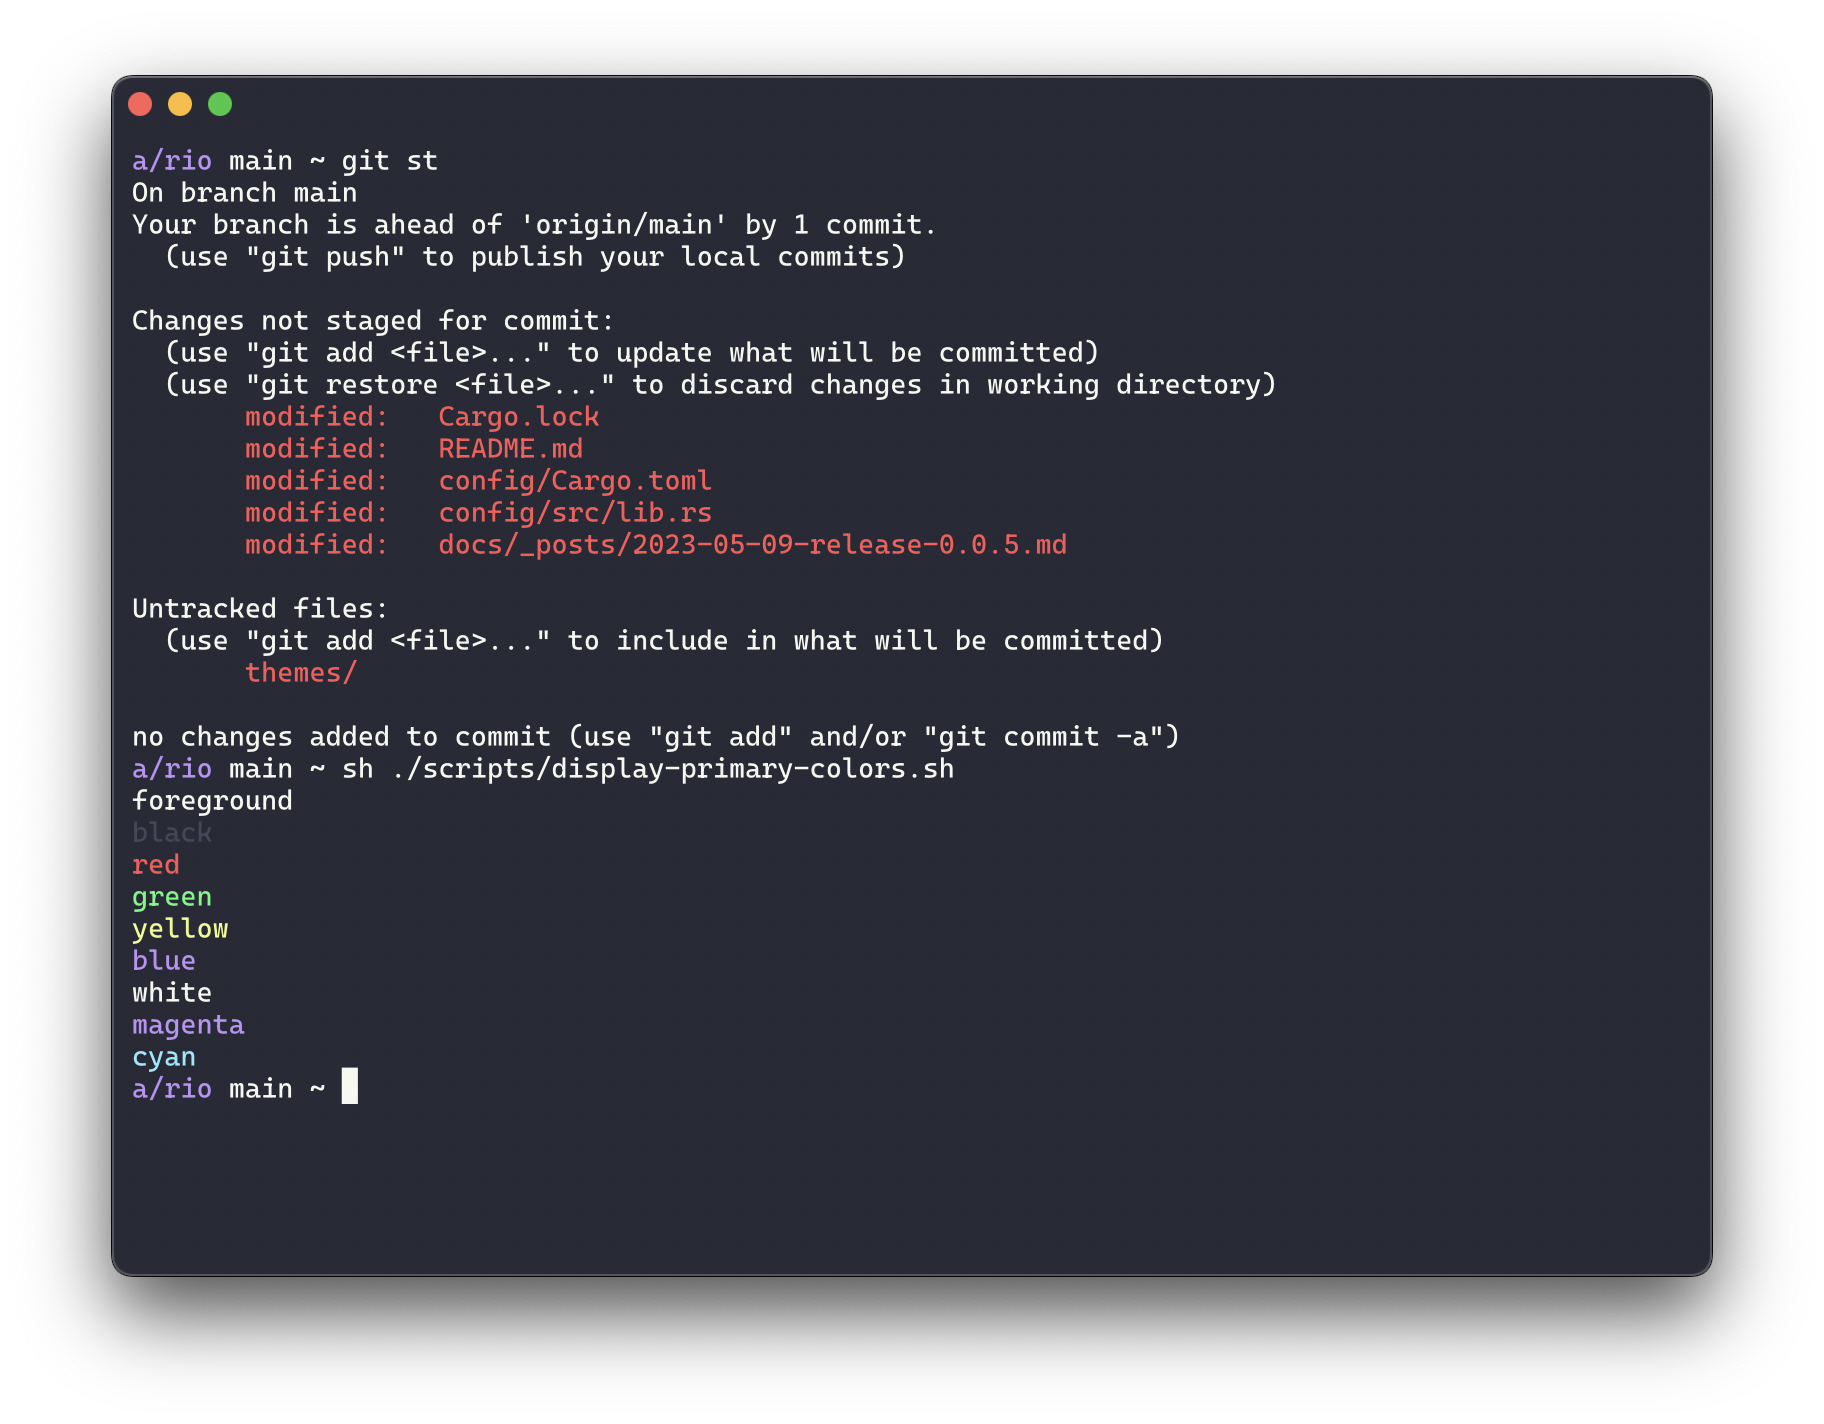 a/rio main ~ git st
On branch main
Your branch is ahead of 'origin/main' by 1 commit.
  (use "git push" to publish your local commits)

Changes not staged for commit:
  (use "git add <file>..." to update what will be committed)
  (use "git restore <file>..." to discard changes in working directory)
       modified:   Cargo.lock
       modified:   README.md
       modified:   config/Cargo.toml
       modified:   config/src/lib.rs
       modified:   docs/_posts/2023-05-09-release-0.0.5.md

Untracked files:
  (use "git add <file>..." to include in what will be committed)
       themes/

no changes added to commit (use "git add" and/or "git commit -a")
a/rio main ~ sh ./scripts/display-primary-colors.sh
foreground
black
red
green
yellow
blue
white
magenta
cyan
a/rio main ~